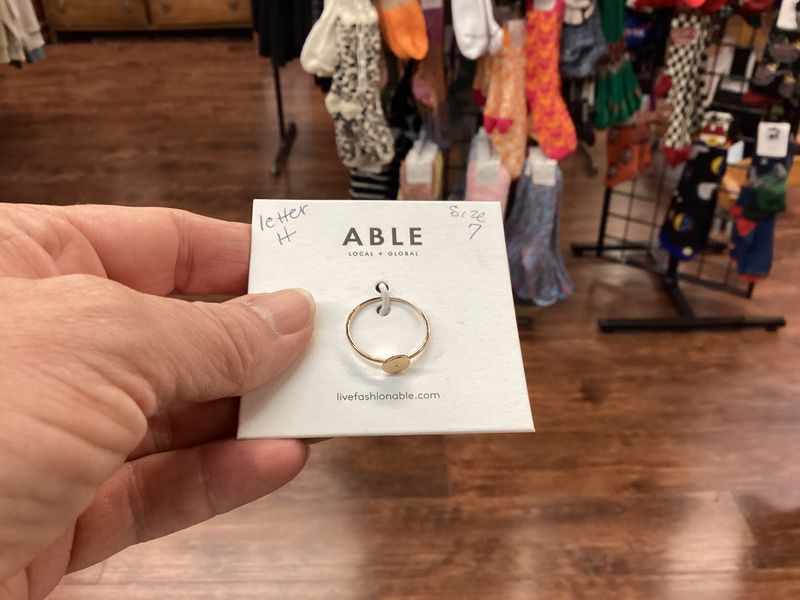 letter
H
Size
7
ABLE
LOCAL + GLOBAL
livefashionable.com